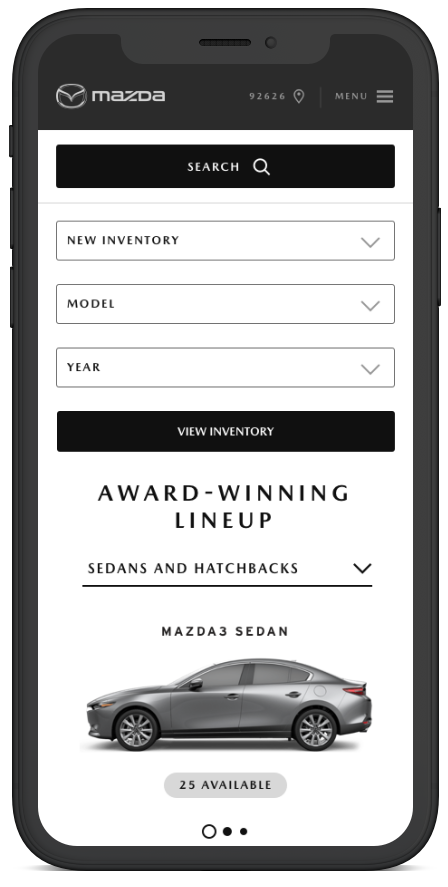 mazda
92626
MENU
SEARCH
NEW INVENTORY
MODEL
YEAR
VIEW INVENTORY
AWARD-WINNING
LINEUP
SEDANS AND HATCHBACKS
MAZDA3 SEDAN
25 AVAILABLE